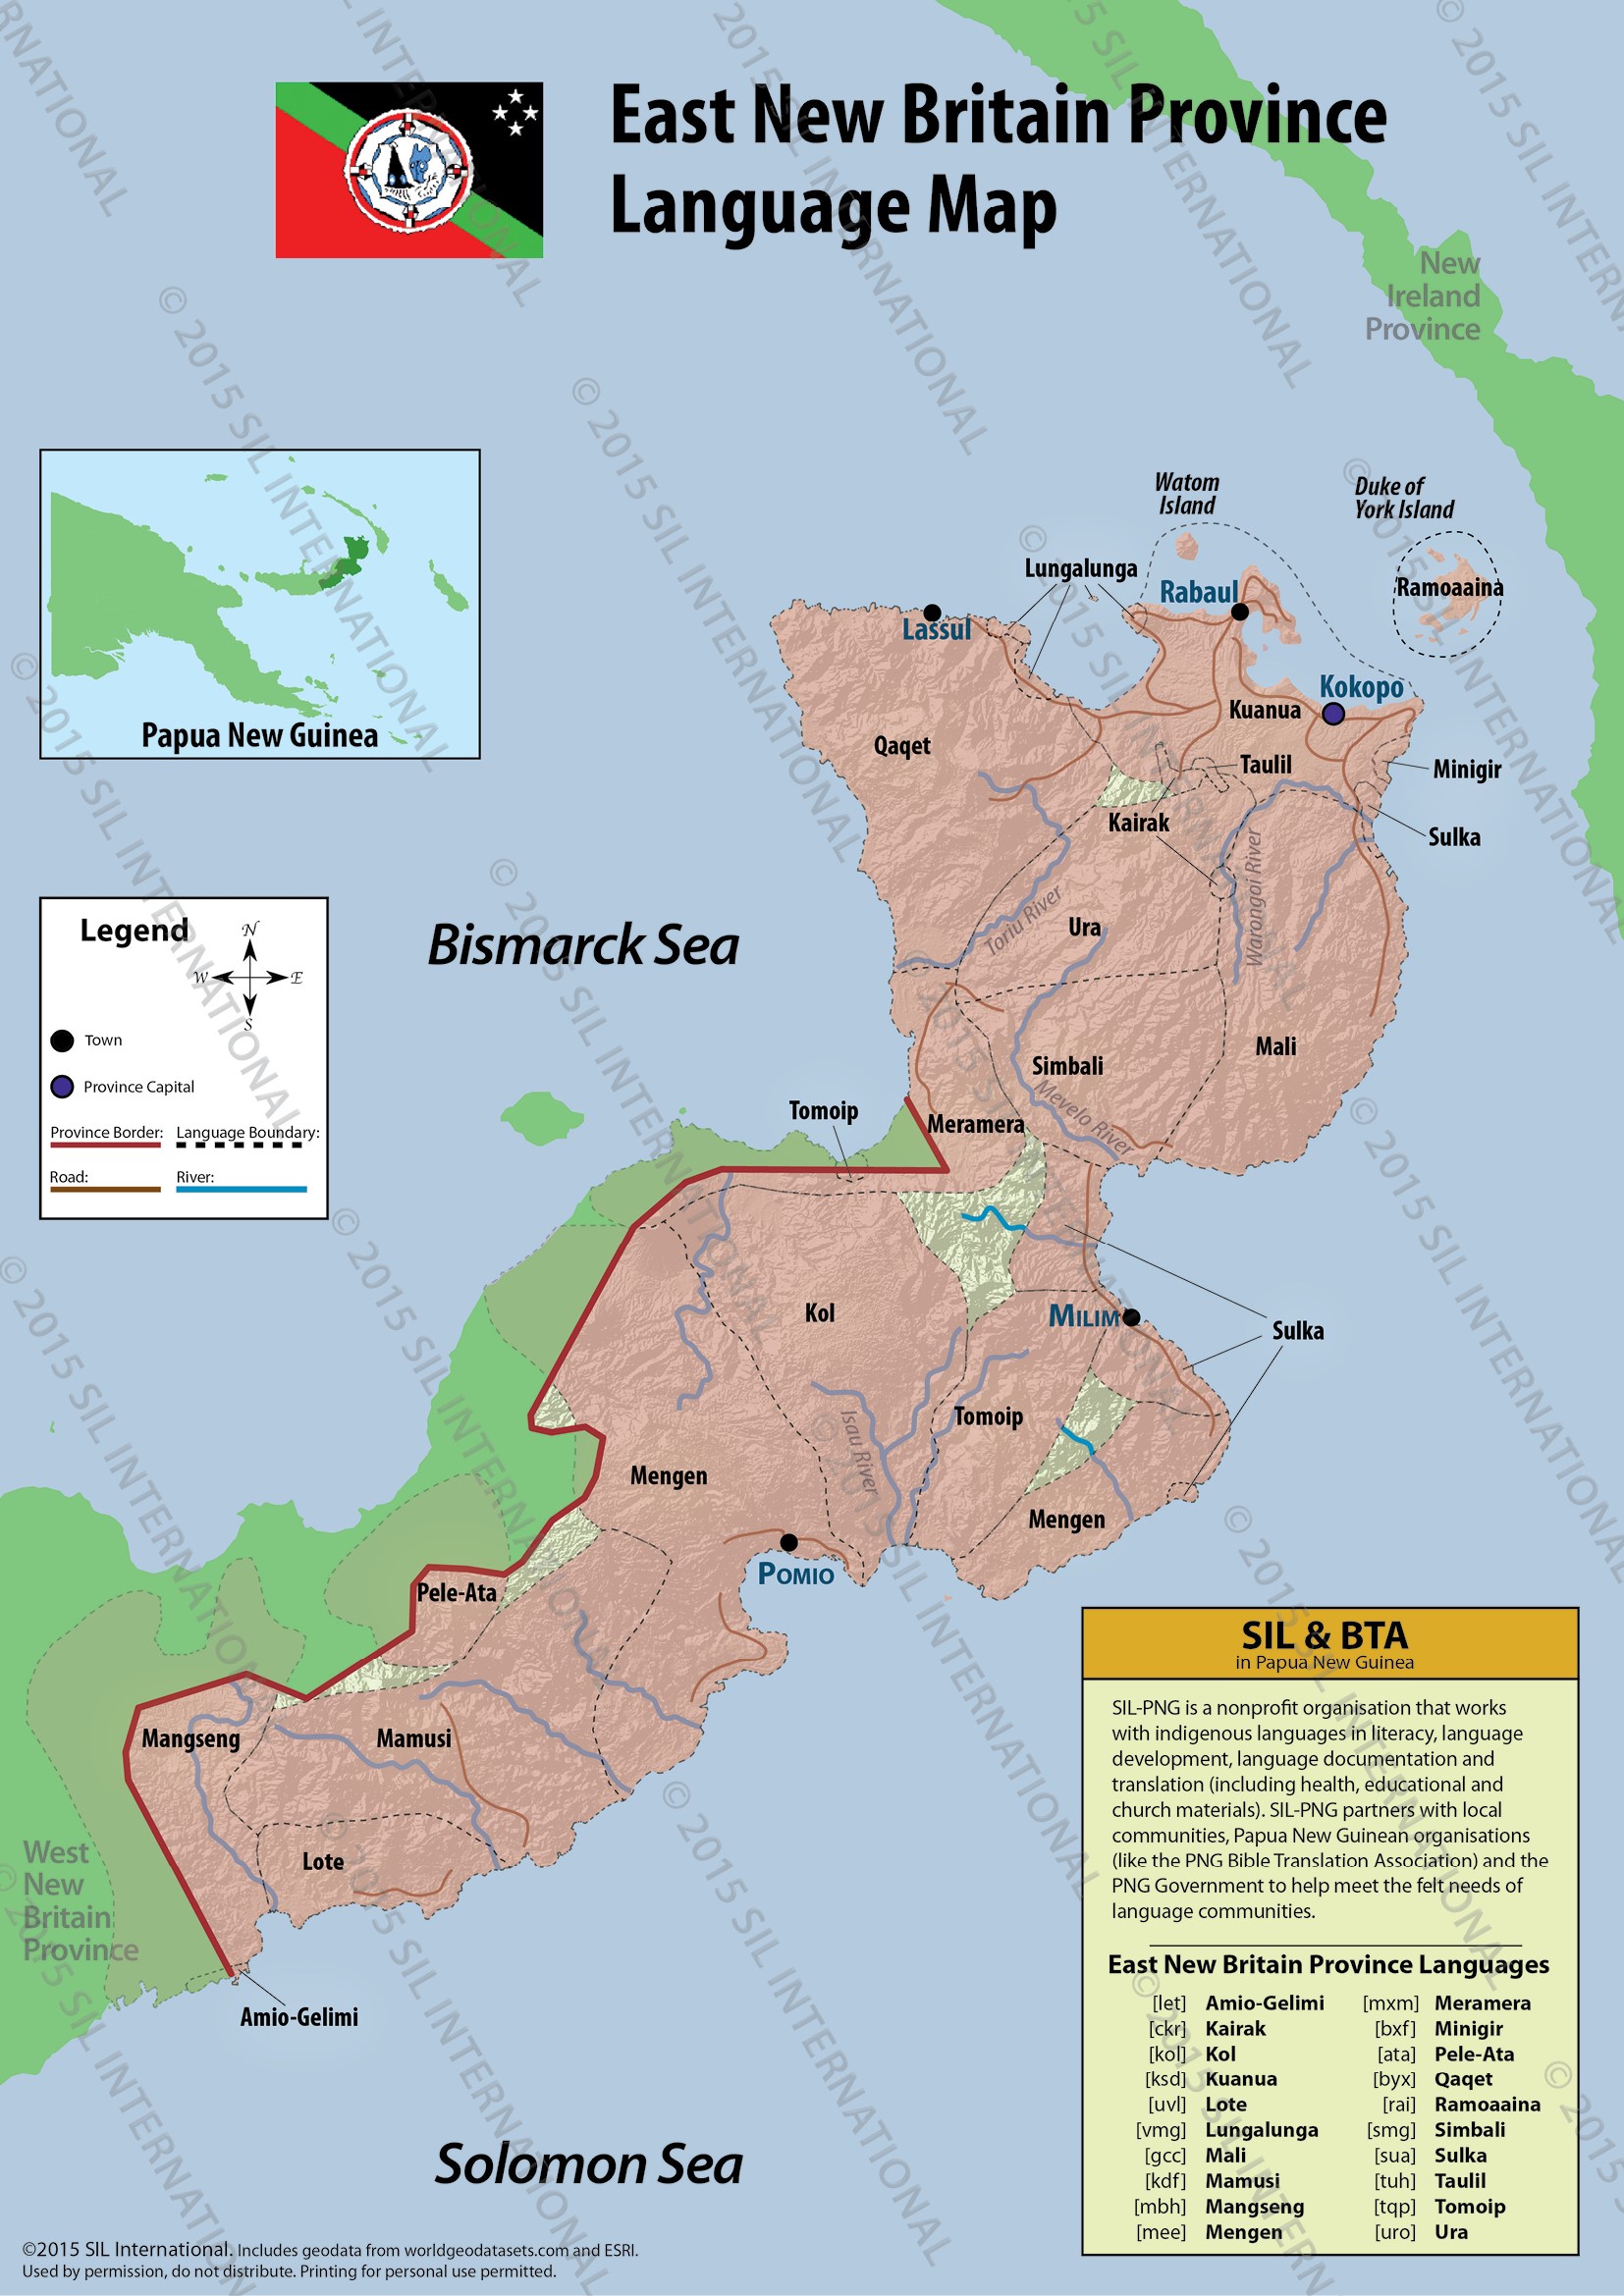 East New Britain Province
Language Map
New
Ireland
Province
Papua New Guinea
Watom
Island
Duke of
York Island
Lungalunga
Rabaul
Ramoaaina
Lassul
Kokopo
Kuanua
Qaqet
Taulil
Minigir
Kairak
Sulka
Warongoi River
Toriu River
Ura
Bismarck Sea
Legend
N
W
E
S
Town
Province Capital
Province Border:
Language Boundary:
Road:
River:
Mali
Simbali
Mevelo River
Tomoip
Meramera
Kol
MILIM
Sulka
Tomoip
Isau River
Mengen
Mengen
POMIO
Pele-Ata
Mangseng
Mamusi
Lote
West
New
Britain
Province
Amio-Gelimi
Solomon Sea
SIL & BTA
in Papua New Guinea
SIL-PNG is a nonprofit organisation that works
with indigenous languages in literacy, language
development, language documentation and
translation (including health, educational and
church materials). SIL-PNG partners with local
communities, Papua New Guinean organisations
(like the PNG Bible Translation Association) and the
PNG Government to help meet the felt needs of
language communities.
East New Britain Province Languages
[let] Amio-Gelimi [mxm] Meramera
[ckr] Kairak [bxf] Minigir
[kol] Kol [ata] Pele-Ata
[ksd] Kuanua [byx] Qaqet
[uvl] Lote [rai] Ramoaaina
[vmg] Lungalunga [smg] Simbali
[gcc] Mali [sua] Sulka
[kdf] Mamusi [tuh] Taulil
[mbh] Mangseng [tqp] Tomoip
[mee] Mengen [uro] Ura
©2015 SIL International. Includes geodata from worldgeodatasets.com and ESRI.
Used by permission, do not distribute. Printing for personal use permitted.
© 2015 SIL INTERNATIONAL